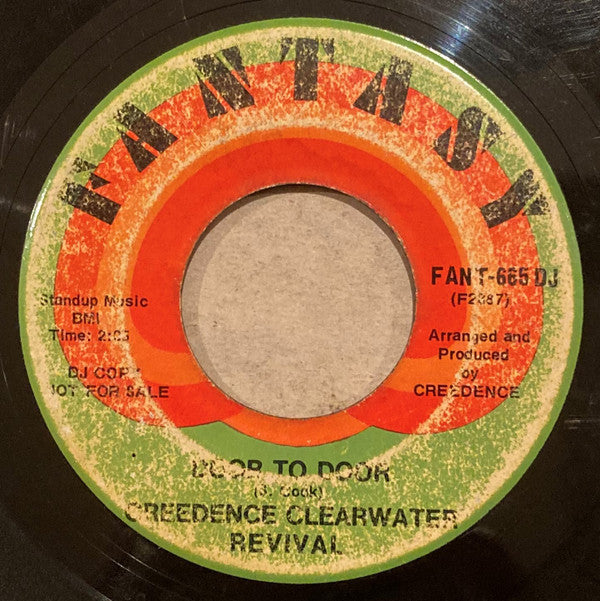 FANTASY
FANT-665 DJ
(F2387)
Standup Music
BMI
Time: 2:05
DJ COPY
NOT FOR SALE
Arranged and
Produced
by
CREEDENCE
DOOR TO DOOR
(S. Cook)
CREEDENCE CLEARWATER
REVIVAL